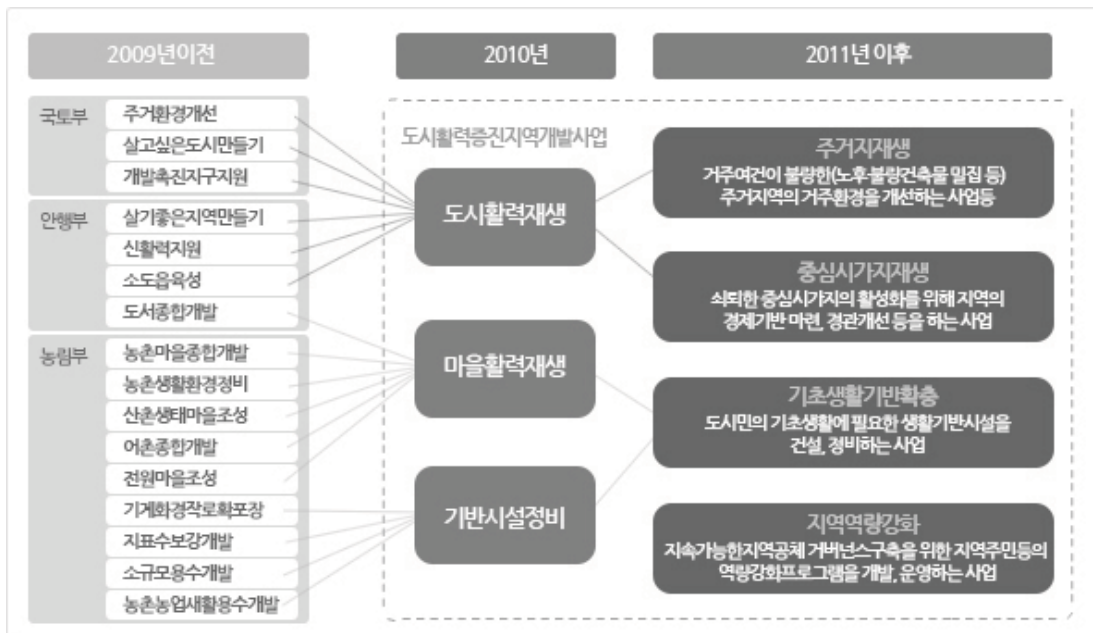 2009년이전
2010년
2011년 이후
국토부
주거환경개선
살고싶은도시만들기
개발촉진지구지원
안행부
살기좋은지역만들기
신활력지원
소도읍육성
도서종합개발
농림부
농촌마을종합개발
농촌생활환경정비
산촌생태마을조성
어촌종합개발
전원마을조성
기계화경작로확포장
지표수보강개발
소규모용수개발
농촌농업새활용수개발
도시활력증진지역개발사업
도시활력재생
마을활력재생
기반시설정비
주거지재생
거주여건이 불량한(노후·불량건축물 밀집 등)
주거지역의 거주환경을 개선하는 사업등
중심시가지재생
쇠퇴한 중심시가지의 활성화를 위해 지역의
경제기반 마련, 경관개선 등을 하는 사업
기초생활기반확충
도시민의 기초생활에 필요한 생활기반시설을
건설, 정비하는 사업
지역역량강화
지속가능한지역공체 거버넌스구축을 위한 지역주민등의
역량강화프로그램을 개발, 운영하는 사업